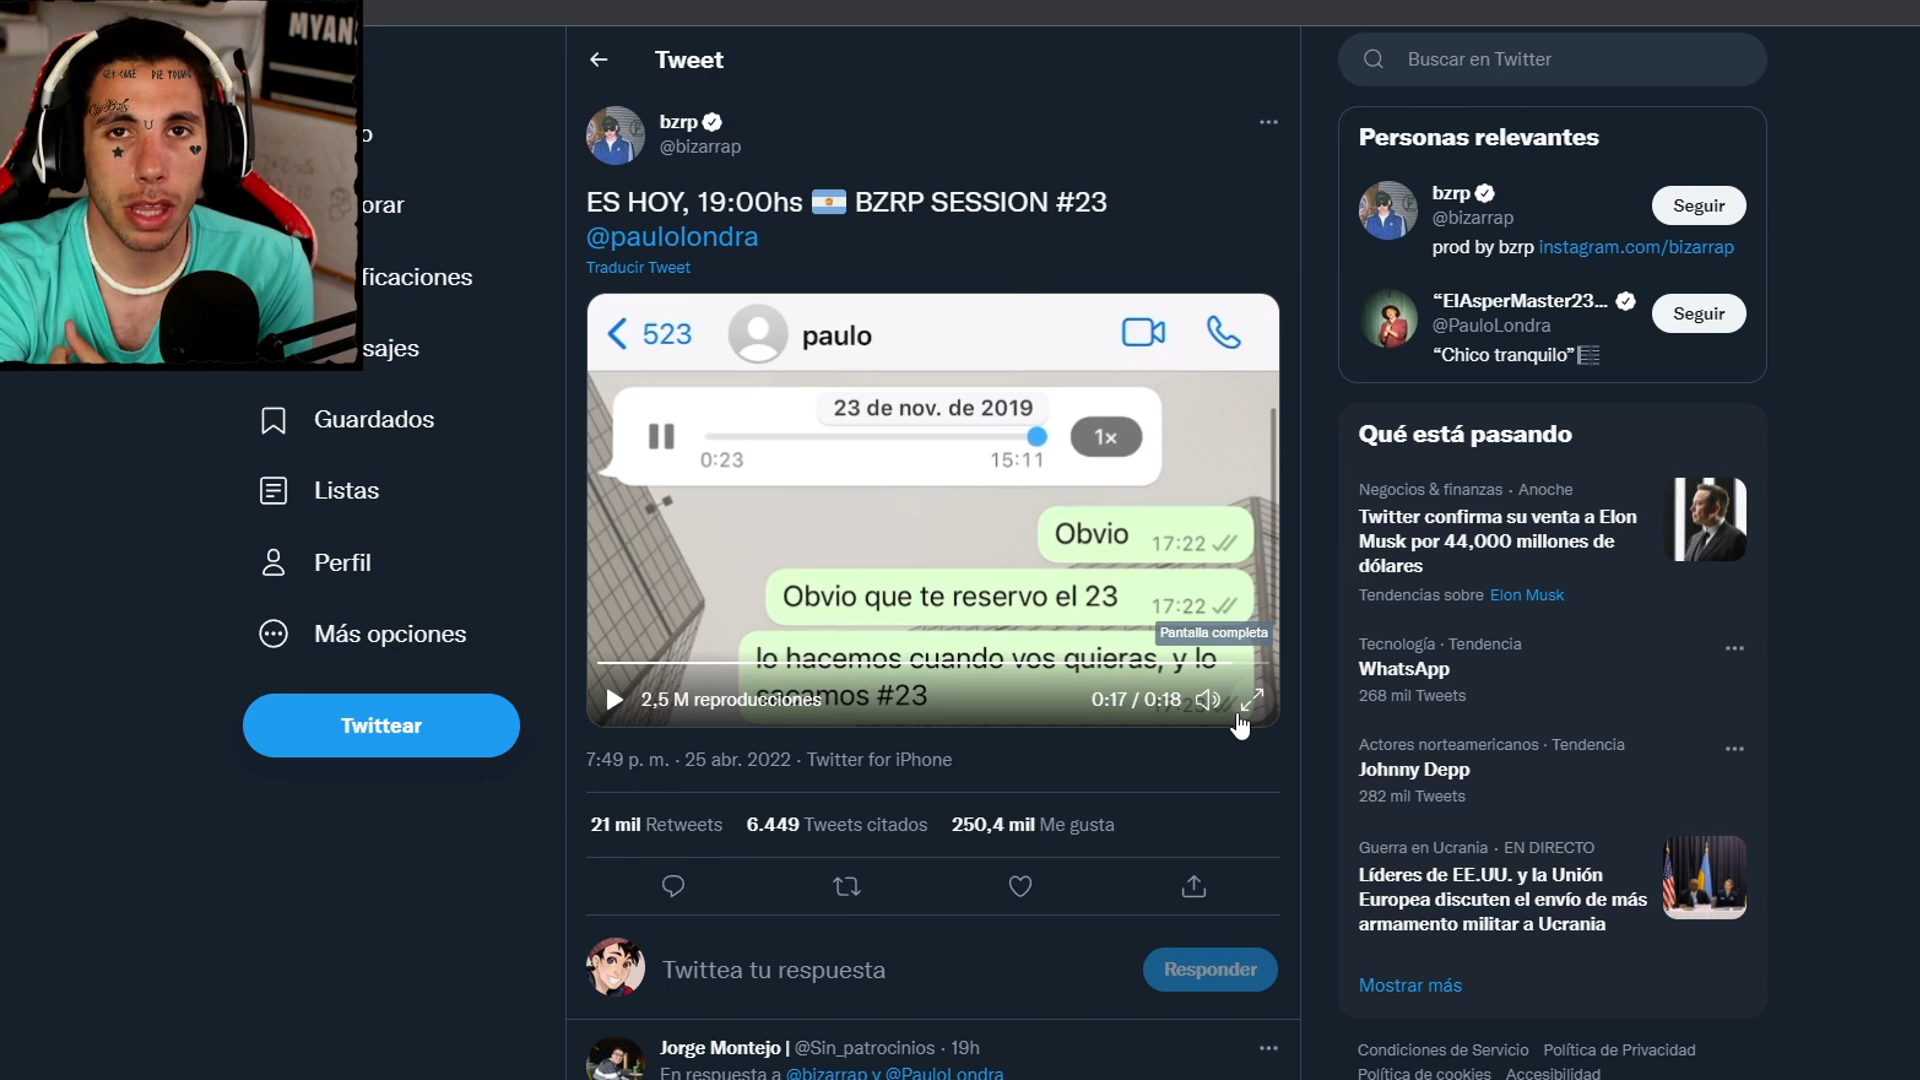 MYAN
GET CASE DIE YOUNG
orar
ficaciones
sajes
Guardados
Listas
Perfil
Más opciones
Twittear
Tweet
bzrp
@bizarrap
ES HOY, 19:00hs 🇦🇷 BZRP SESSION #23
@paulolondra
Traducir Tweet
523 paulo
23 de nov. de 2019
1×
0:23 15:11
Obvio 17:22
Obvio que te reservo el 23 17:22
Pantalla completa
lo hacemos cuando vos quieras, y lo
sacamos #23
2,5 M reproducciones 0:17 / 0:18
7:49 p. m. · 25 abr. 2022 · Twitter for iPhone
21 mil Retweets 6.449 Tweets citados 250,4 mil Me gusta
Twittea tu respuesta Responder
Jorge Montejo | @Sin_patrocinios · 19h
En respuesta a @bizarrap y @PauloLondra
Buscar en Twitter
Personas relevantes
bzrp
@bizarrap
Seguir
prod by bzrp instagram.com/bizarrap
“ElAsperMaster23...
@PauloLondra
Seguir
“Chico tranquilo”
Qué está pasando
Negocios & finanzas · Anoche
Twitter confirma su venta a Elon
Musk por 44,000 millones de
dólares
Tendencias sobre Elon Musk
Tecnología · Tendencia
WhatsApp
268 mil Tweets
Actores norteamericanos · Tendencia
Johnny Depp
282 mil Tweets
Guerra en Ucrania · EN DIRECTO
Líderes de EE.UU. y la Unión
Europea discuten el envío de más
armamento militar a Ucrania
Mostrar más
Condiciones de Servicio Política de Privacidad
Política de cookies Accesibilidad